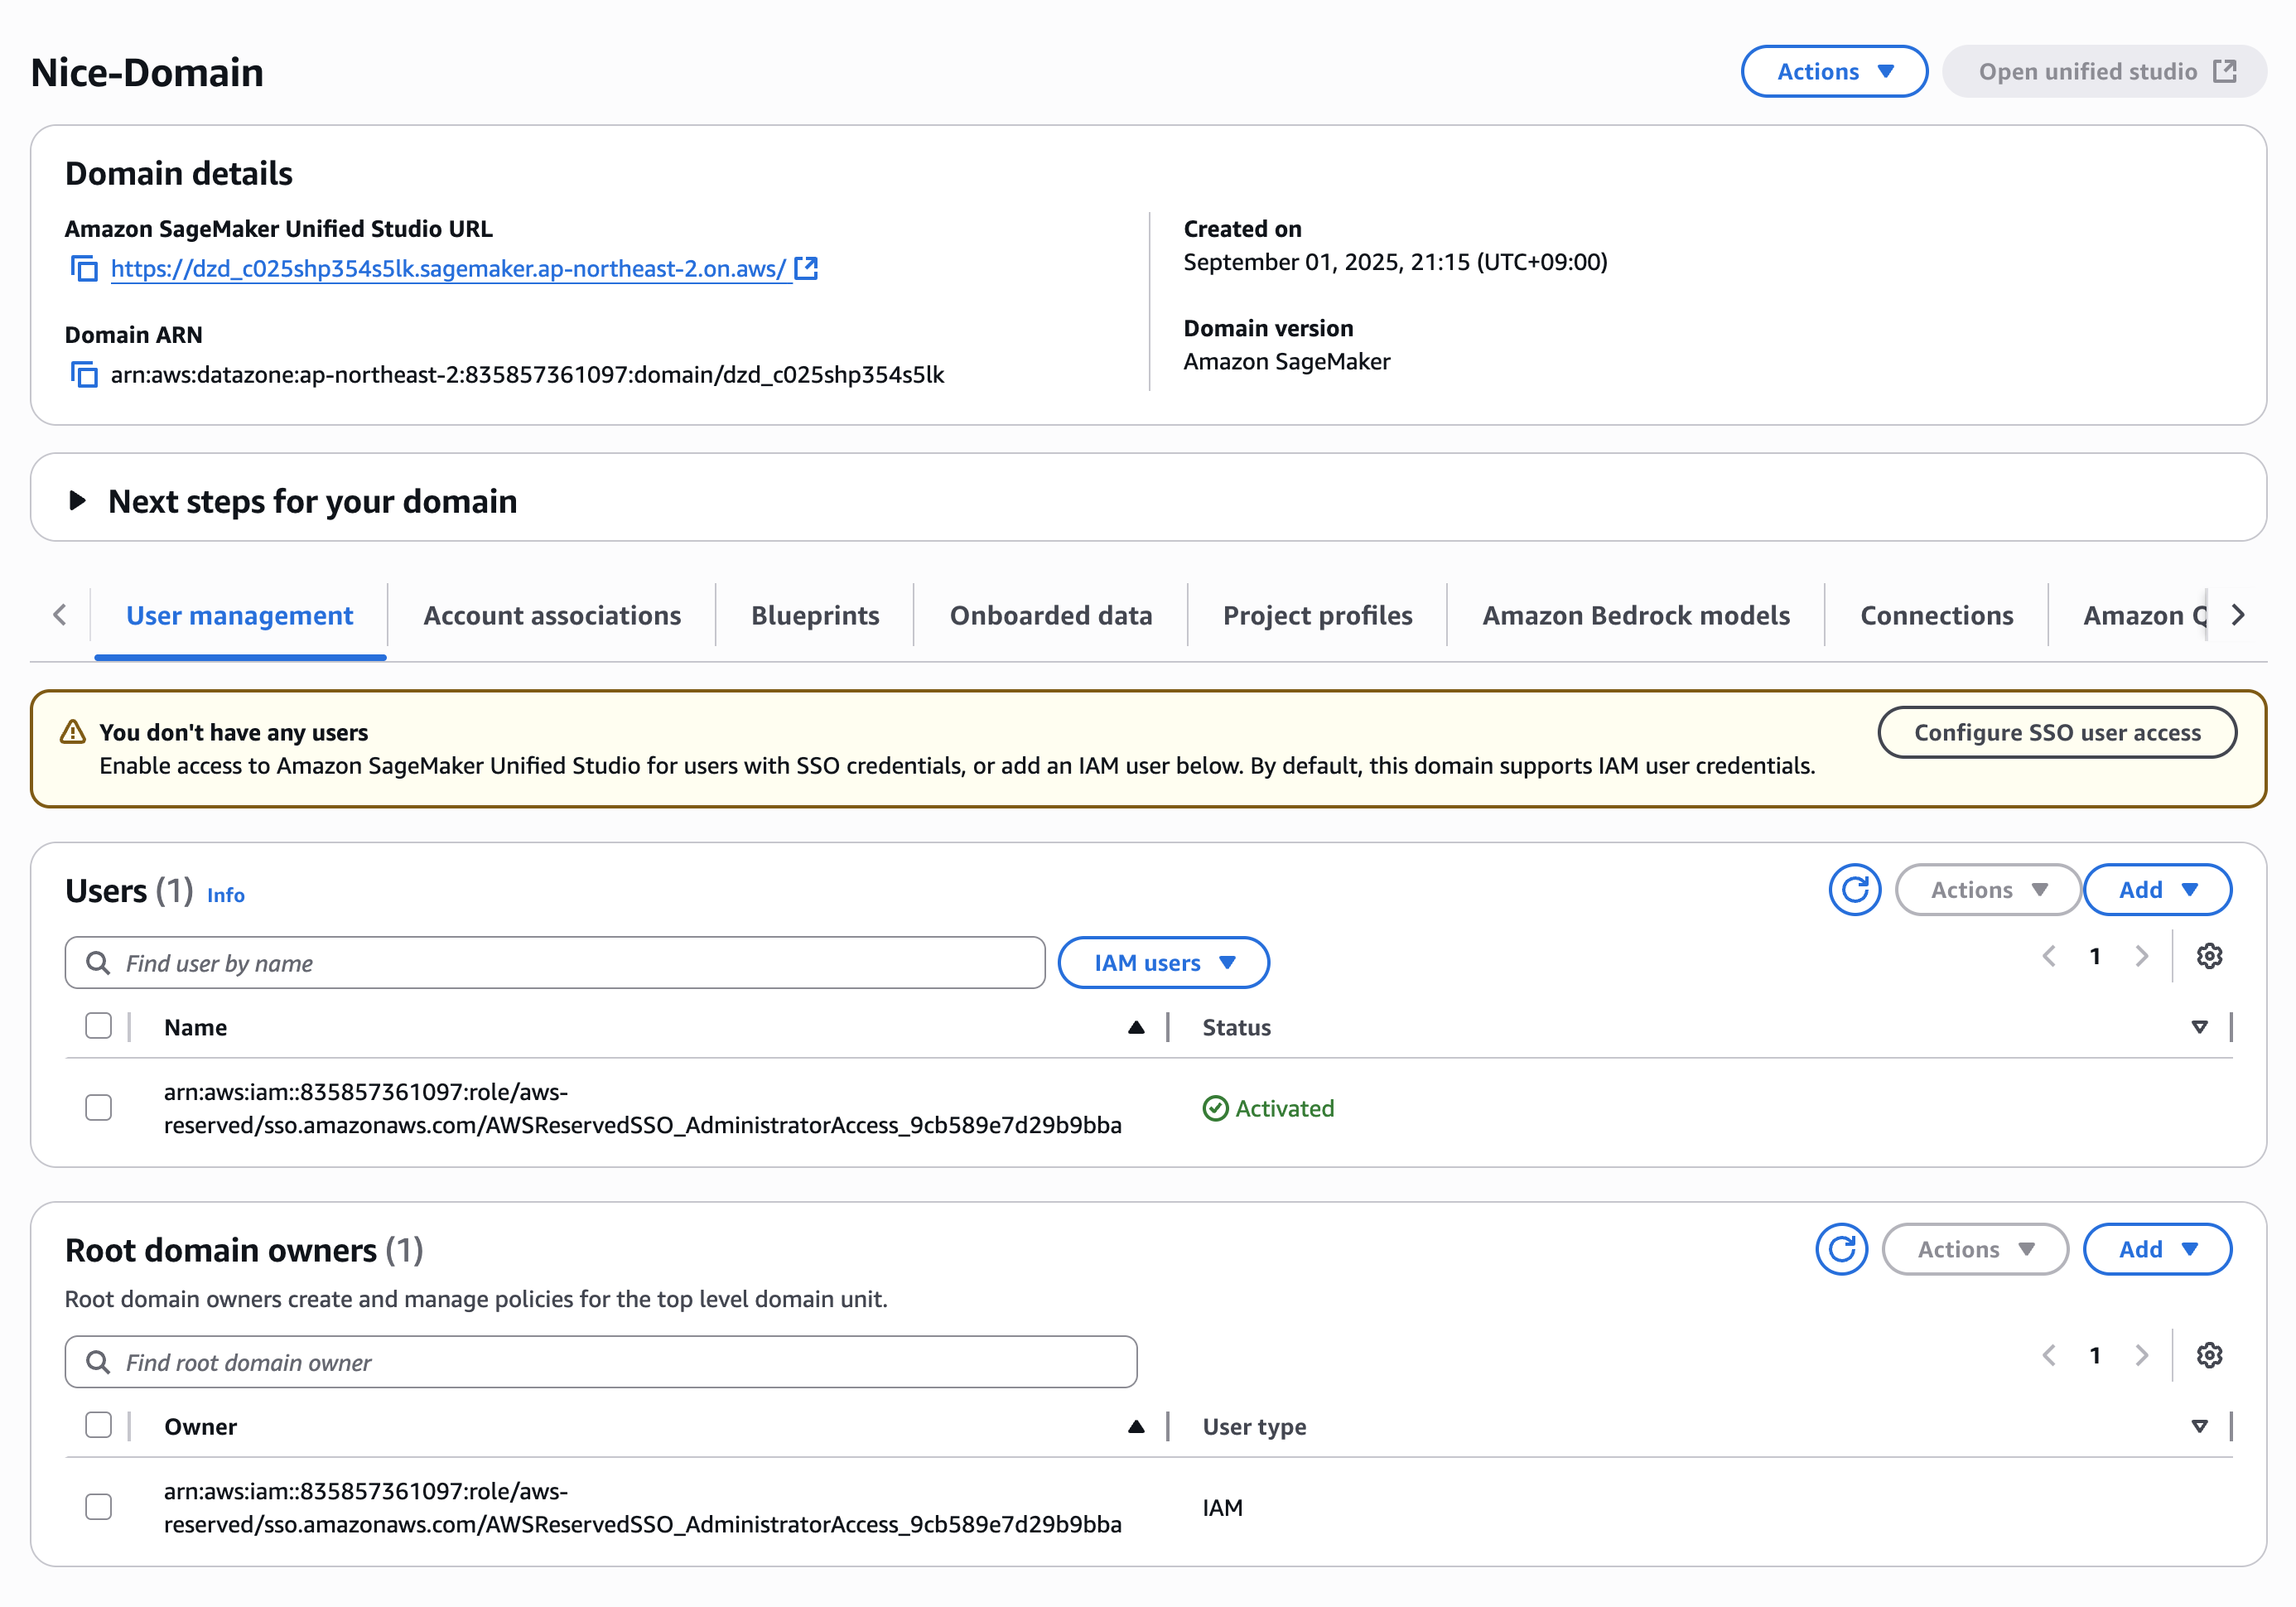 Nice-Domain
Actions
Open unified studio
Domain details
Amazon SageMaker Unified Studio URL
https://dzd_c025shp354s5lk.sagemaker.ap-northeast-2.on.aws/
Domain ARN
arn:aws:datazone:ap-northeast-2:835857361097:domain/dzd_c025shp354s5lk
Created on
September 01, 2025, 21:15 (UTC+09:00)
Domain version
Amazon SageMaker
Next steps for your domain
User management
Account associations
Blueprints
Onboarded data
Project profiles
Amazon Bedrock models
Connections
Amazon Q
You don't have any users
Enable access to Amazon SageMaker Unified Studio for users with SSO credentials, or add an IAM user below. By default, this domain supports IAM user credentials.
Configure SSO user access
Users (1) Info
Actions
Add
Find user by name
IAM users
1
Name
Status
arn:aws:iam::835857361097:role/aws-
reserved/sso.amazonaws.com/AWSReservedSSO_AdministratorAccess_9cb589e7d29b9bba
Activated
Root domain owners (1)
Actions
Add
Root domain owners create and manage policies for the top level domain unit.
Find root domain owner
1
Owner
User type
arn:aws:iam::835857361097:role/aws-
reserved/sso.amazonaws.com/AWSReservedSSO_AdministratorAccess_9cb589e7d29b9bba
IAM